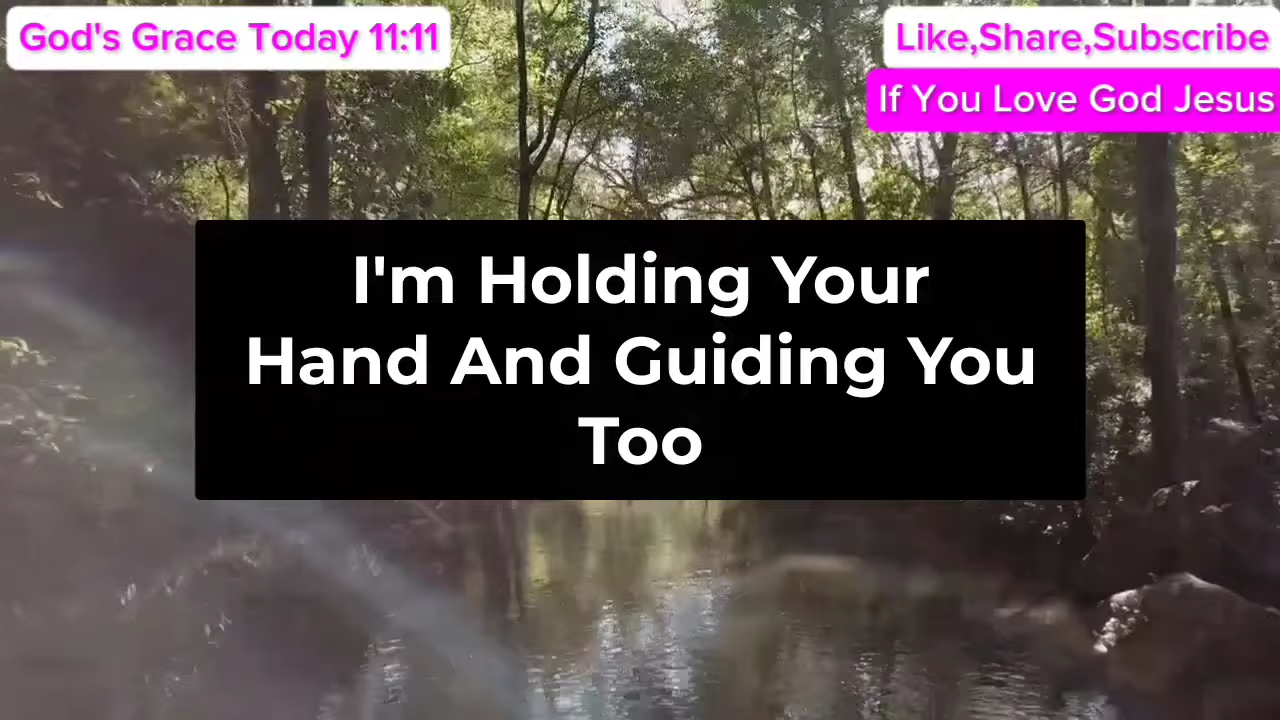 God's Grace Today 11:11
Like,Share,Subscribe
If You Love God Jesus
I'm Holding Your
Hand And Guiding You
Too